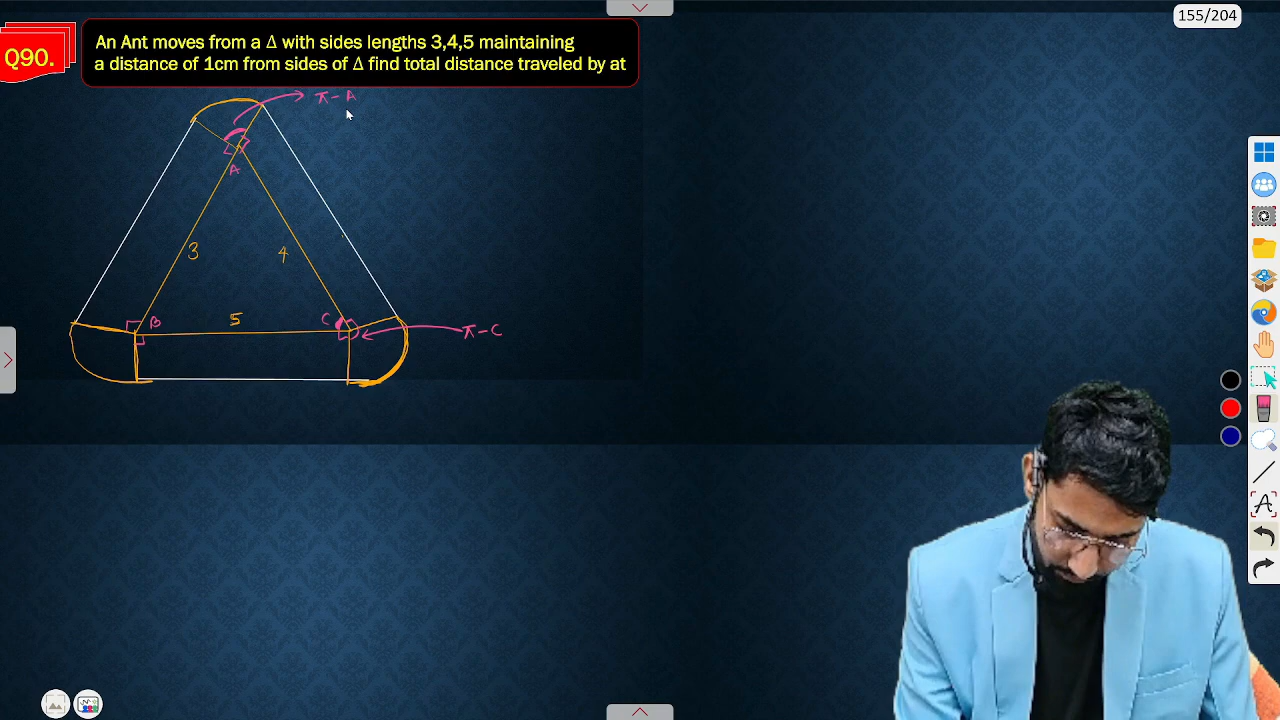 155/204
Q90.
An Ant moves from a Δ with sides lengths 3,4,5 maintaining
a distance of 1cm from sides of Δ find total distance traveled by at
π - A
A
3
4
B
5
C
π - C
A